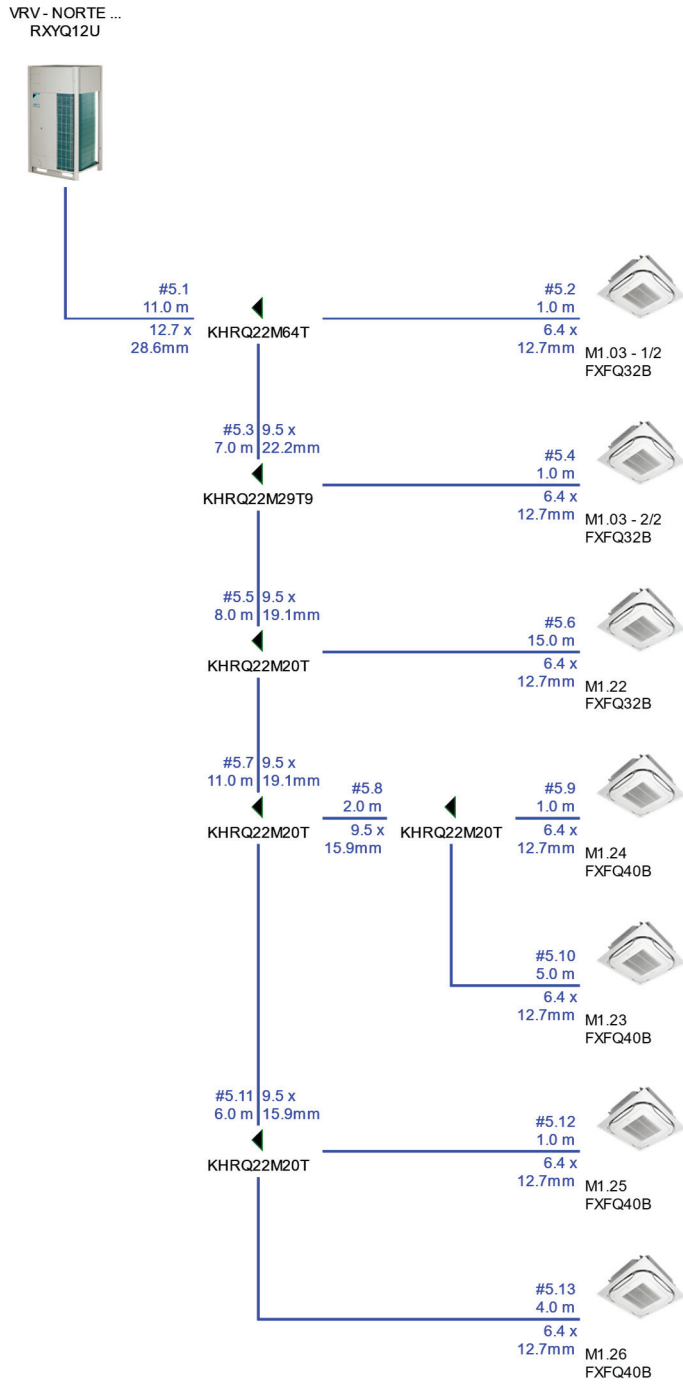 VRV - NORTE ...
RXYQ12U
#5.1
11.0 m
12.7 x
28.6mm
KHRQ22M64T
#5.2
1.0 m
6.4 x
12.7mm
M1.03 - 1/2
FXFQ32B
#5.3 9.5 x
7.0 m 22.2mm
KHRQ22M29T9
#5.4
1.0 m
6.4 x
12.7mm
M1.03 - 2/2
FXFQ32B
#5.5 9.5 x
8.0 m 19.1mm
KHRQ22M20T
#5.6
15.0 m
6.4 x
12.7mm
M1.22
FXFQ32B
#5.7 9.5 x
11.0 m 19.1mm
KHRQ22M20T
#5.8
2.0 m
9.5 x
15.9mm
KHRQ22M20T
#5.9
1.0 m
6.4 x
12.7mm
M1.24
FXFQ40B
#5.10
5.0 m
6.4 x
12.7mm
M1.23
FXFQ40B
#5.11 9.5 x
6.0 m 15.9mm
KHRQ22M20T
#5.12
1.0 m
6.4 x
12.7mm
M1.25
FXFQ40B
#5.13
4.0 m
6.4 x
12.7mm
M1.26
FXFQ40B